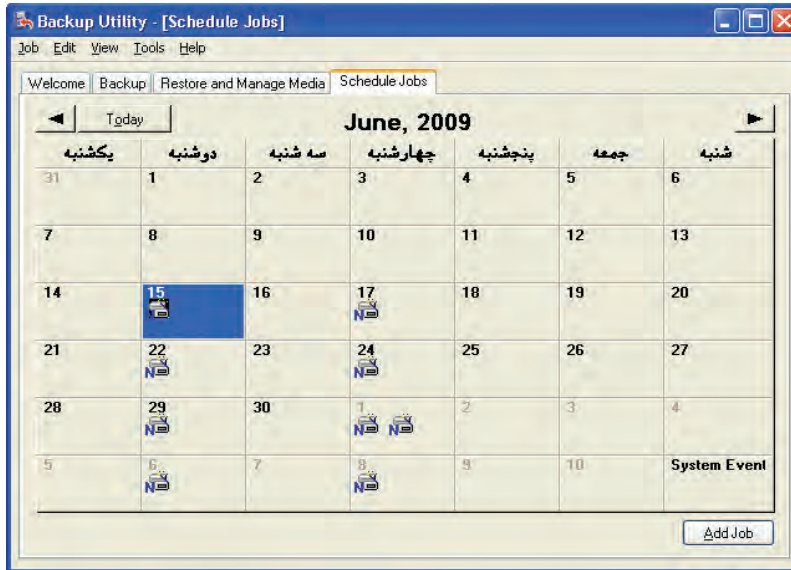 Backup Utility - [Schedule Jobs]
Job Edit View Tools Help
Welcome Backup Restore and Manage Media Schedule Jobs
Today June, 2009
یکشنبه دوشنبه سه شنبه چهارشنبه پنجشنبه جمعه شنبه
31 1 2 3 4 5 6
7 8 9 10 11 12 13
14 15 16 17 18 19 20
N
21 22 23 24 25 26 27
N N
28 29 30 1 2 3 4
N N N
5 6 7 8 9 10 System Event
N N
Add Job